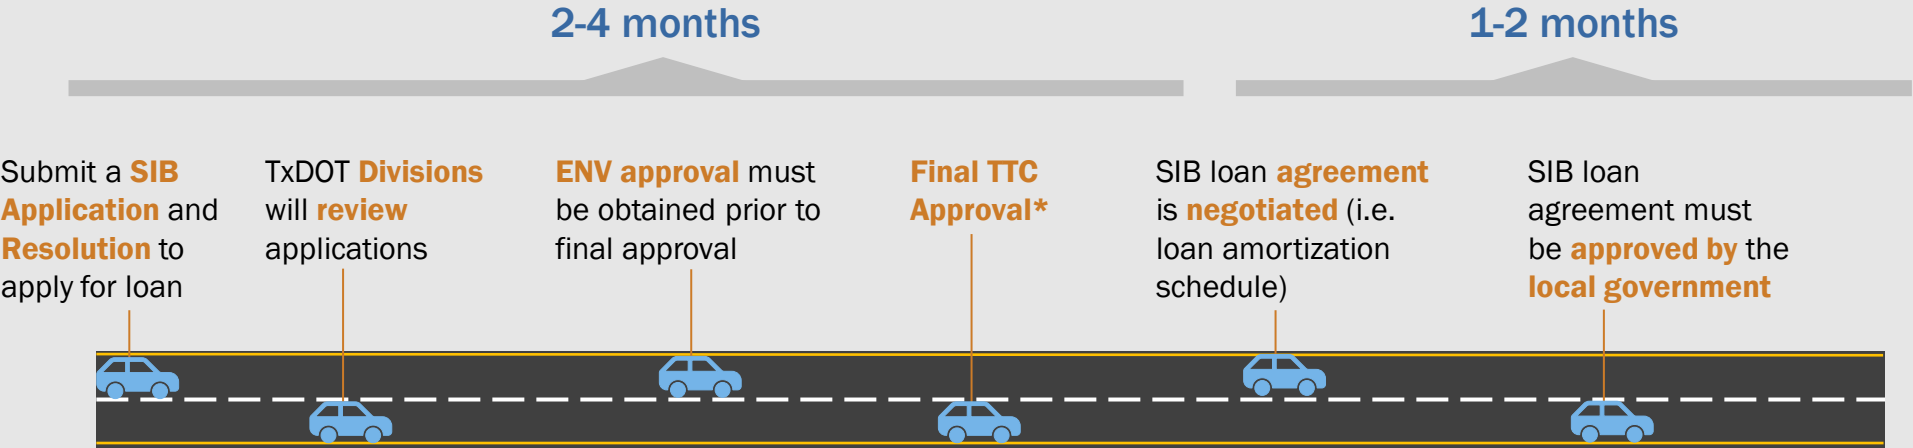 2-4 months
1-2 months
Submit a SIB
Application and
Resolution to
apply for loan
TxDOT Divisions
will review
applications
ENV approval must
be obtained prior to
final approval
Final TTC
Approval*
SIB loan agreement
is negotiated (i.e.
loan amortization
schedule)
SIB loan
agreement must
be approved by the
local government